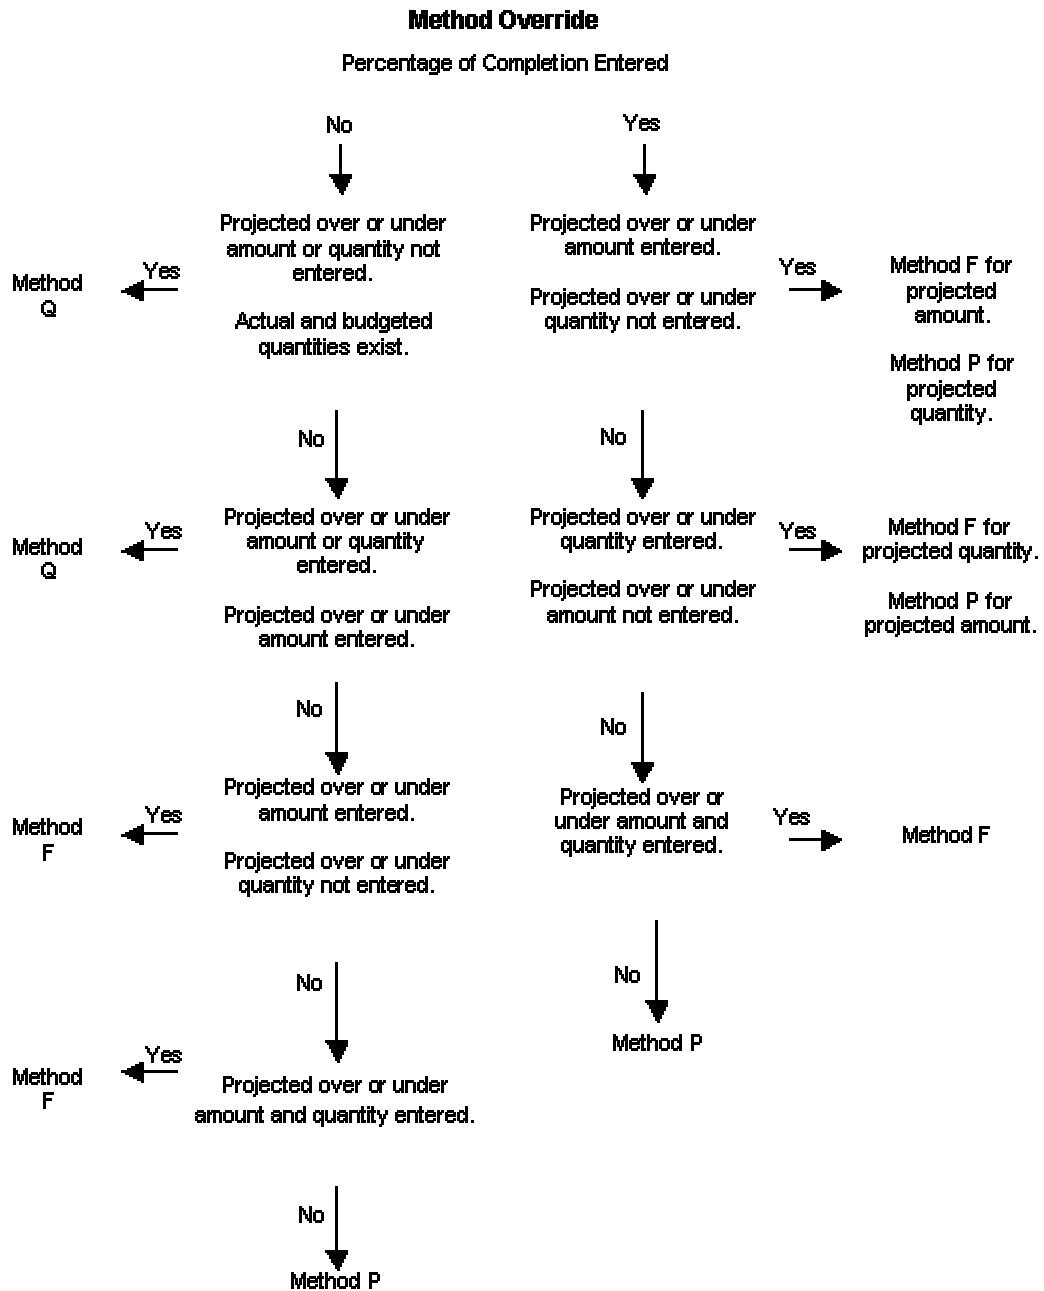 Method Override
Percentage of Completion Entered
No
Yes
Projected over or under
amount or quantity not
entered.
Actual and budgeted
quantities exist.
Yes
Method
Q
Projected over or under
amount entered.
Projected over or under
quantity not entered.
Yes
Method F for
projected
amount.
Method P for
projected
quantity.
No
No
Projected over or under
amount or quantity
entered.
Projected over or under
amount entered.
Yes
Method
Q
Projected over or under
quantity entered.
Projected over or under
amount not entered.
Yes
Method F for
projected quantity.
Method P for
projected amount.
No
No
Projected over or under
amount entered.
Projected over or under
quantity not entered.
Yes
Method
F
Projected over or
under amount and
quantity entered.
Yes
Method F
No
No
Method P
Yes
Method
F
Projected over or under
amount and quantity entered.
No
Method P